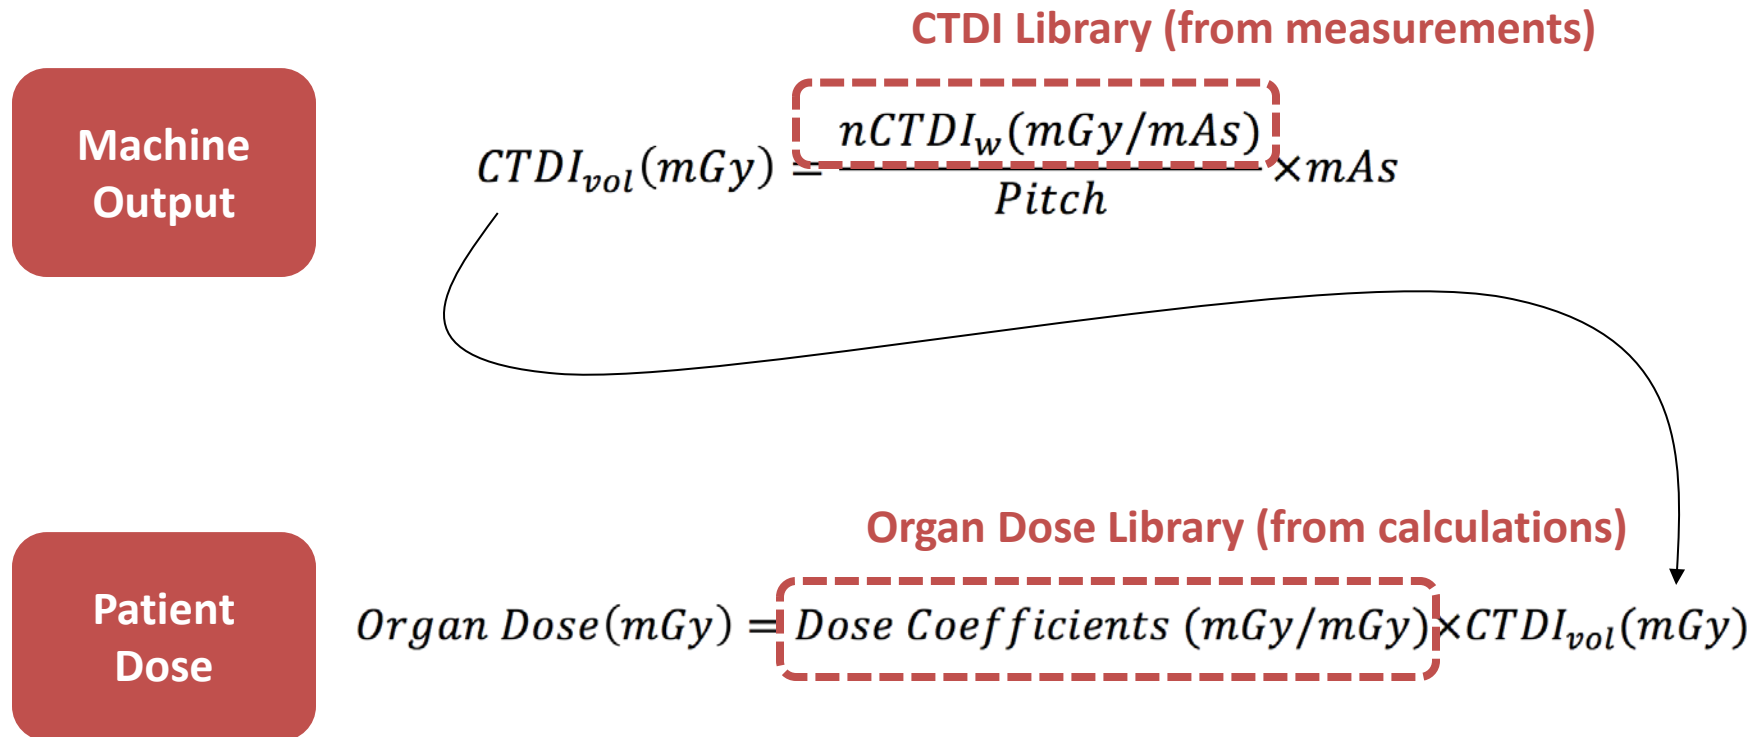 CTDI Library (from measurements)
Machine
Output
CTDI_vol(mGy) = nCTDI_w(mGy/mAs)/Pitch ×mAs
Organ Dose Library (from calculations)
Patient
Dose
Organ Dose(mGy) = Dose Coefficients (mGy/mGy)×CTDI_vol(mGy)